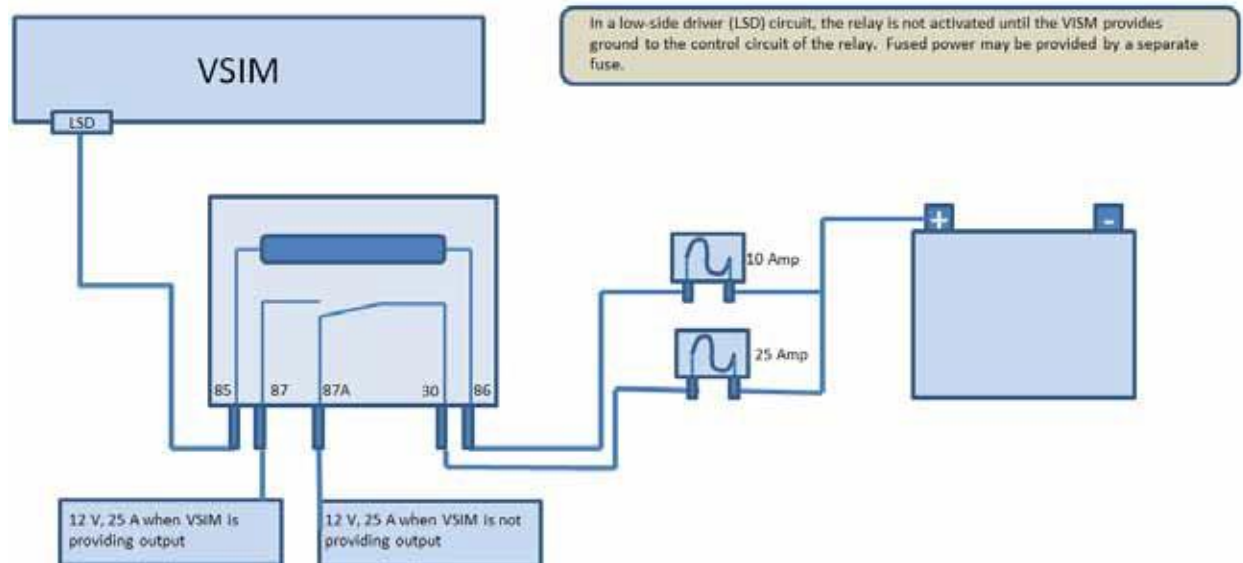 In a low-side driver (LSD) circuit, the relay is not activated until the VISM provides
ground to the control circuit of the relay. Fused power may be provided by a separate
fuse.
VSIM
LSD
+
-
10 Amp
25 Amp
85
87
87A
30
86
12 V, 25 A when VSIM is
providing output
12 V, 25 A when VSIM is not
providing output